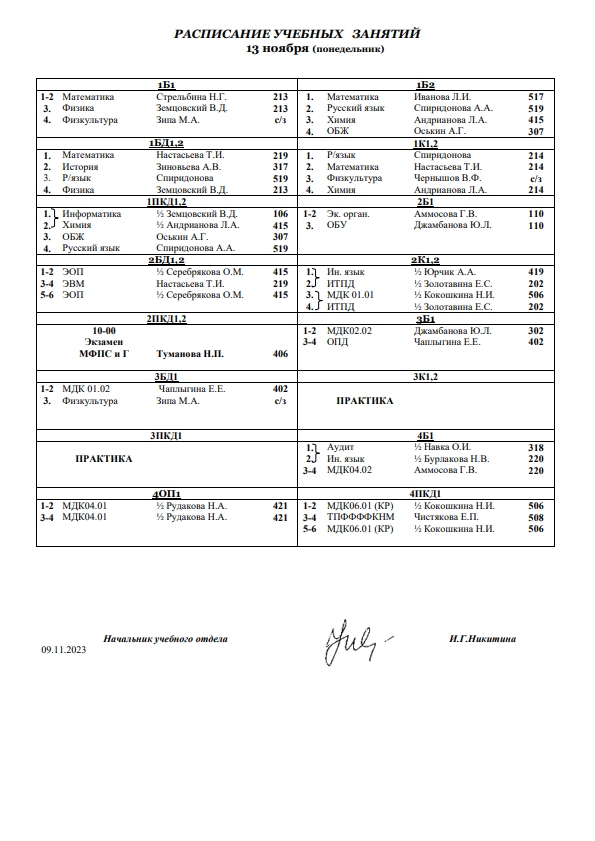 РАСПИСАНИЕ УЧЕБНЫХ ЗАНЯТИЙ
13 ноября (понедельник)
1Б1
1-2 Математика Стрельбина Н.Г. 213
3. Физика Земцовский В.Д. 213
4. Физкультура Зипа М.А. с/з
1Б2
1. Математика Иванова Л.И. 517
2. Русский язык Спиридонова А.А. 519
3. Химия Андрианова Л.А. 415
4. ОБЖ Оськин А.Г. 307
1БД1,2
1. Математика Настасьева Т.И. 219
2. История Зиновьева А.В. 317
3. Р/язык Спиридонова 519
4. Физика Земцовский В.Д. 213
1К1,2
1. Р/язык Спиридонова 214
2. Математика Настасьева Т.И. 214
3. Физкультура Чернышов В.Ф. с/з
4. Химия Андрианова Л.А. 214
1ПКД1,2
1. Информатика ½ Земцовский В.Д. 106
2. Химия ½ Андрианова Л.А. 415
3. ОБЖ Оськин А.Г. 307
4. Русский язык Спиридонова А.А. 519
2Б1
1-2 Эк. орган. Аммосова Г.В. 110
3. ОБУ Джамбанова Ю.Л. 110
2БД1,2
1-2 ЭОП ½ Серебрякова О.М. 415
3-4 ЭВМ Настасьева Т.И. 219
5-6 ЭОП ½ Серебрякова О.М. 415
2К1,2
1. Ин. язык ½ Юрчик А.А. 419
2. ИТПД ½ Золотавина Е.С. 202
3. МДК 01.01 ½ Кокошкина Н.И. 506
4. ИТПД ½ Золотавина Е.С. 202
2ПКД1,2
10-00
Экзамен
МФПС и Г Туманова Н.П. 406
3Б1
1-2 МДК02.02 Джамбанова Ю.Л. 302
3-4 ОПД Чаплыгина Е.Е. 402
3БД1
1-2 МДК 01.02 Чаплыгина Е.Е. 402
3. Физкультура Зипа М.А. с/з
3К1,2
ПРАКТИКА
3ПКД1
ПРАКТИКА
4Б1
1. Аудит ½ Навка О.И. 318
2. Ин. язык ½ Бурлакова Н.В. 220
3-4 МДК04.02 Аммосова Г.В. 220
4ОП1
1-2 МДК04.01 ½ Рудакова Н.А. 421
3-4 МДК04.01 ½ Рудакова Н.А. 421
4ПКД1
1-2 МДК06.01 (КР) ½ Кокошкина Н.И. 506
3-4 ТПФФФФКНМ Чистякова Е.П. 508
5-6 МДК06.01 (КР) ½ Кокошкина Н.И. 506
Начальник учебного отдела И.Г.Никитина
09.11.2023